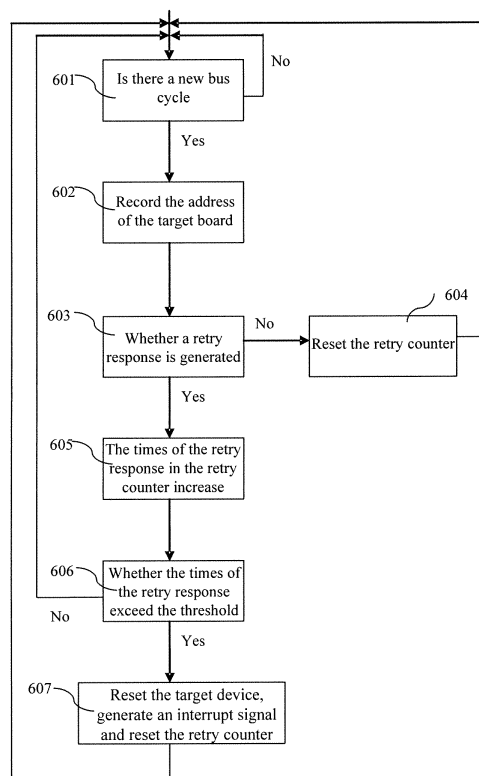 No
601
Is there a new bus
cycle
Yes
602
Record the address
of the target board
604
603
Whether a retry
response is generated
No
Reset the retry counter
Yes
605
The times of the retry
response in the retry
counter increase
606
Whether the times of
the retry response
exceed the threshold
No
Yes
607
Reset the target device,
generate an interrupt signal
and reset the retry counter